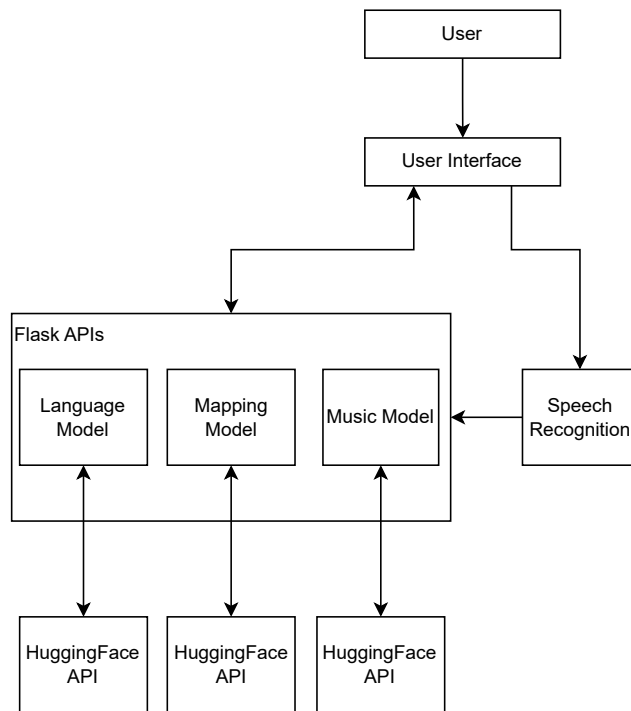 User
User Interface
Flask APIs
Language
Model
Mapping
Model
Music Model
Speech
Recognition
HuggingFace
API
HuggingFace
API
HuggingFace
API